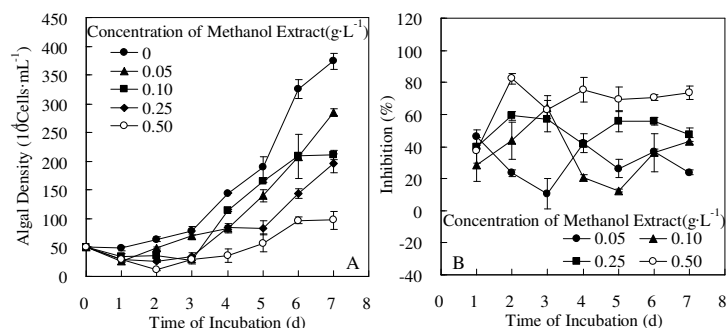 450
Concentration of Methanol Extract(g·L-1)
400
0
350
0.05
0.10
300
0.25
250
0.50
200
150
100
50
0
A
0 1 2 3 4 5 6 7 8
Time of Incubation (d)
Algal Density (10⁴Cells·mL-1)
120
100
80
60
40
20
0
-20
-40
Concentration of Methanol Extract(g·L-1)
0.05 0.10
0.25 0.50
B
0 1 2 3 4 5 6 7 8
Time of Incubation (d)
Inhibition (%)